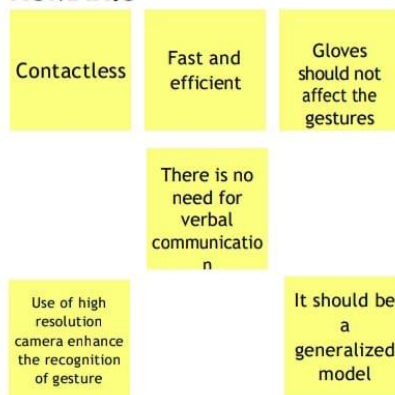 Contactless
Fast and
efficient
Gloves
should not
affect the
gestures
There is no
need for
verbal
communicatio
n
Use of high
resolution
camera enhance
the recognition
of gesture
It should be
a
generalized
model